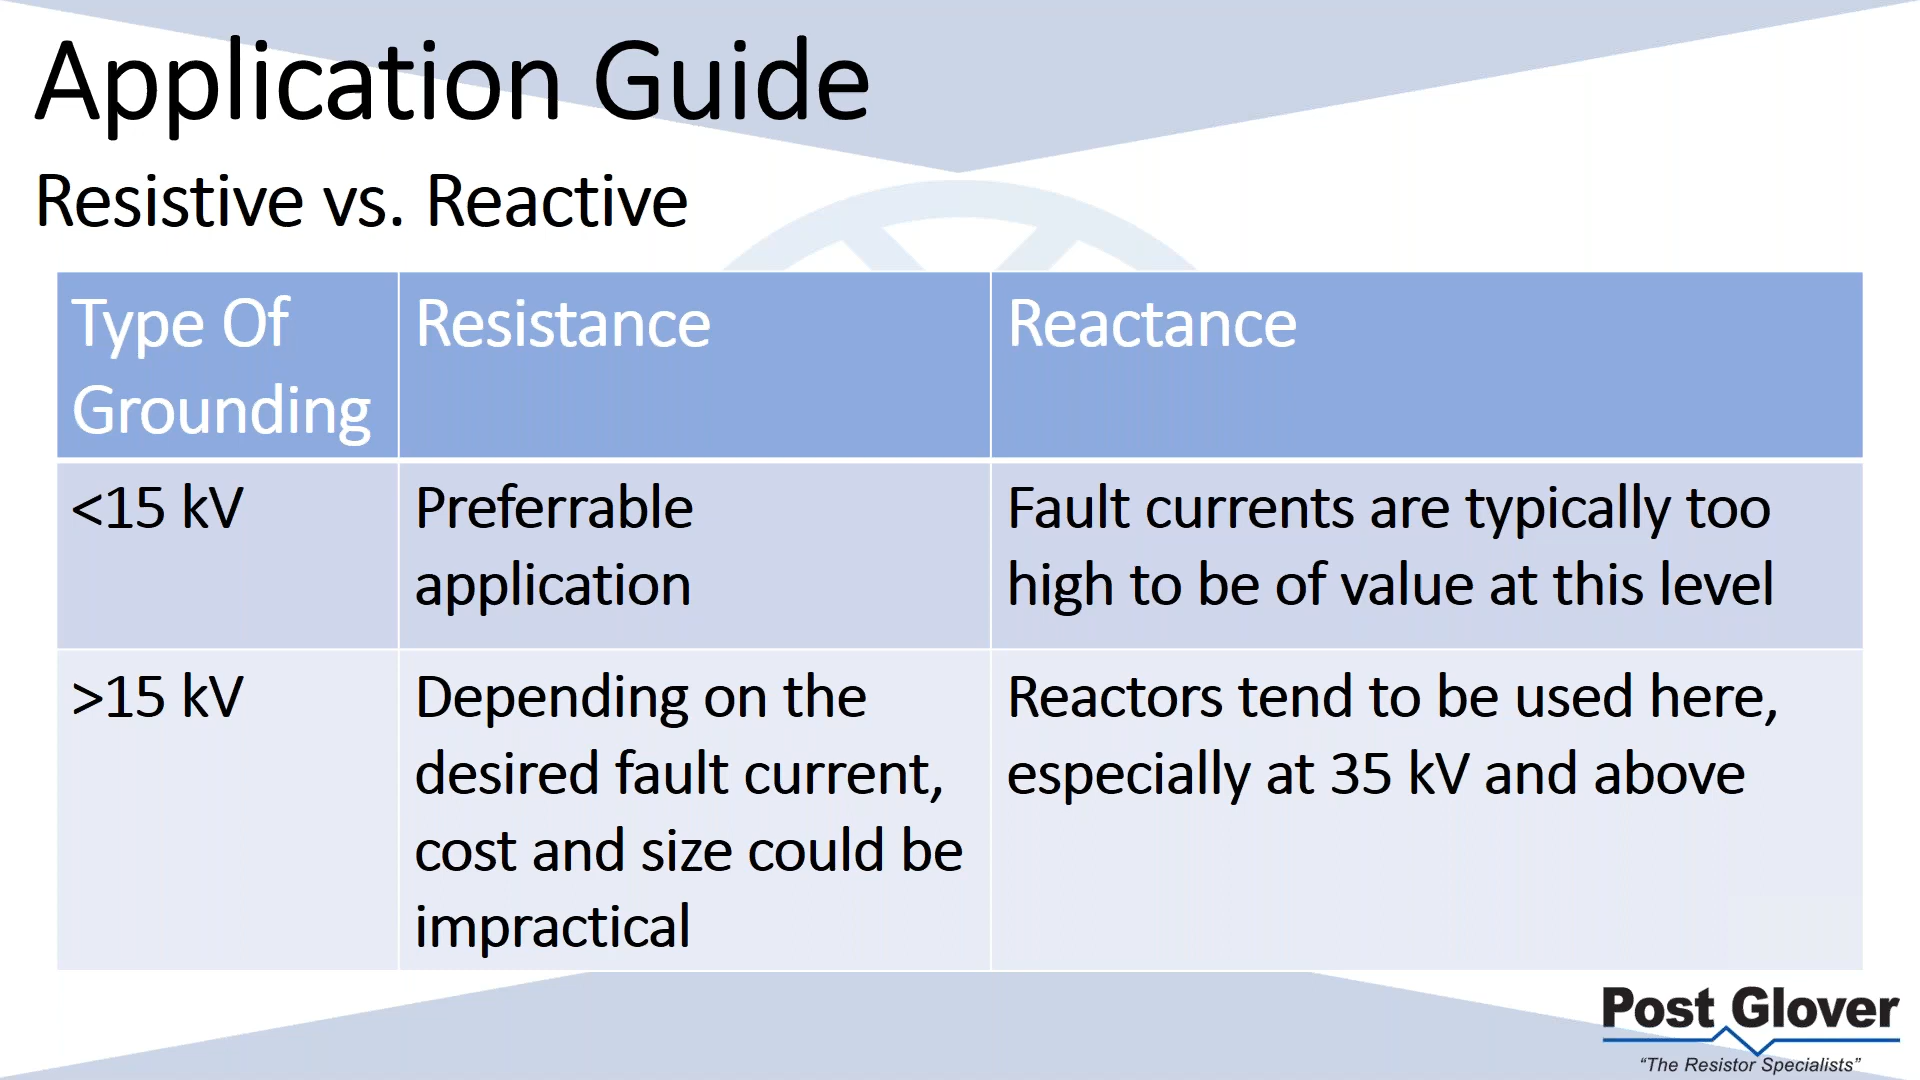 Application Guide
Resistive vs. Reactive
Type Of
Grounding
Resistance
Reactance
<15 kV
Preferrable
application
Fault currents are typically too
high to be of value at this level
>15 kV
Depending on the
desired fault current,
cost and size could be
impractical
Reactors tend to be used here,
especially at 35 kV and above
Post Glover
“The Resistor Specialists”